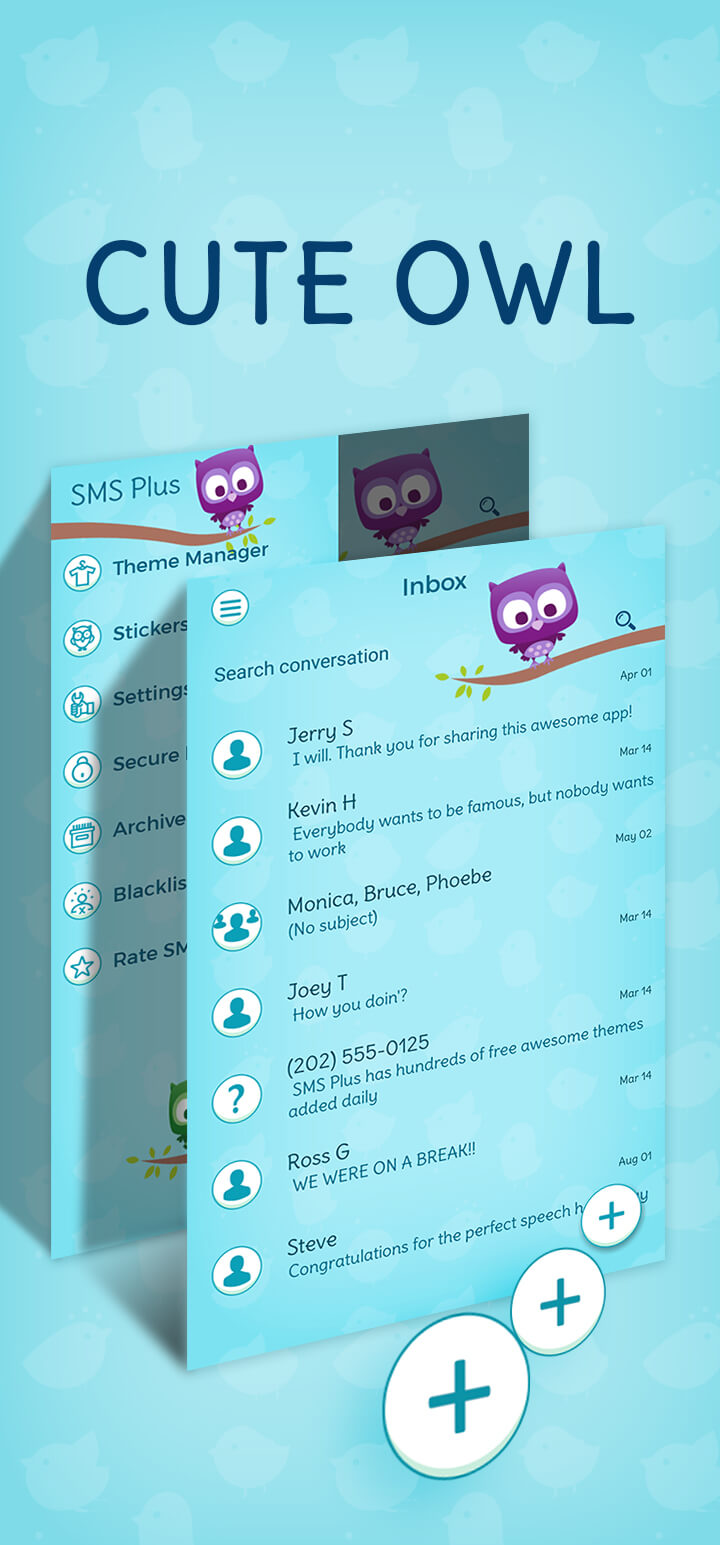 CUTE OWL
SMS Plus
Theme Manager
Stickers
Settings
Secure
Archive
Blacklis
Rate SM
Inbox
Search conversation
Apr 01
Jerry S
I will. Thank you for sharing this awesome app!
Mar 14
Kevin H
Everybody wants to be famous, but nobody wants
to work
May 02
Monica, Bruce, Phoebe
(No subject)
Mar 14
Joey T
How you doin'?
Mar 14
(202) 555-0125
SMS Plus has hundreds of free awesome themes
added daily
Mar 14
Ross G
WE WERE ON A BREAK!!
Aug 01
Steve
Congratulations for the perfect speech